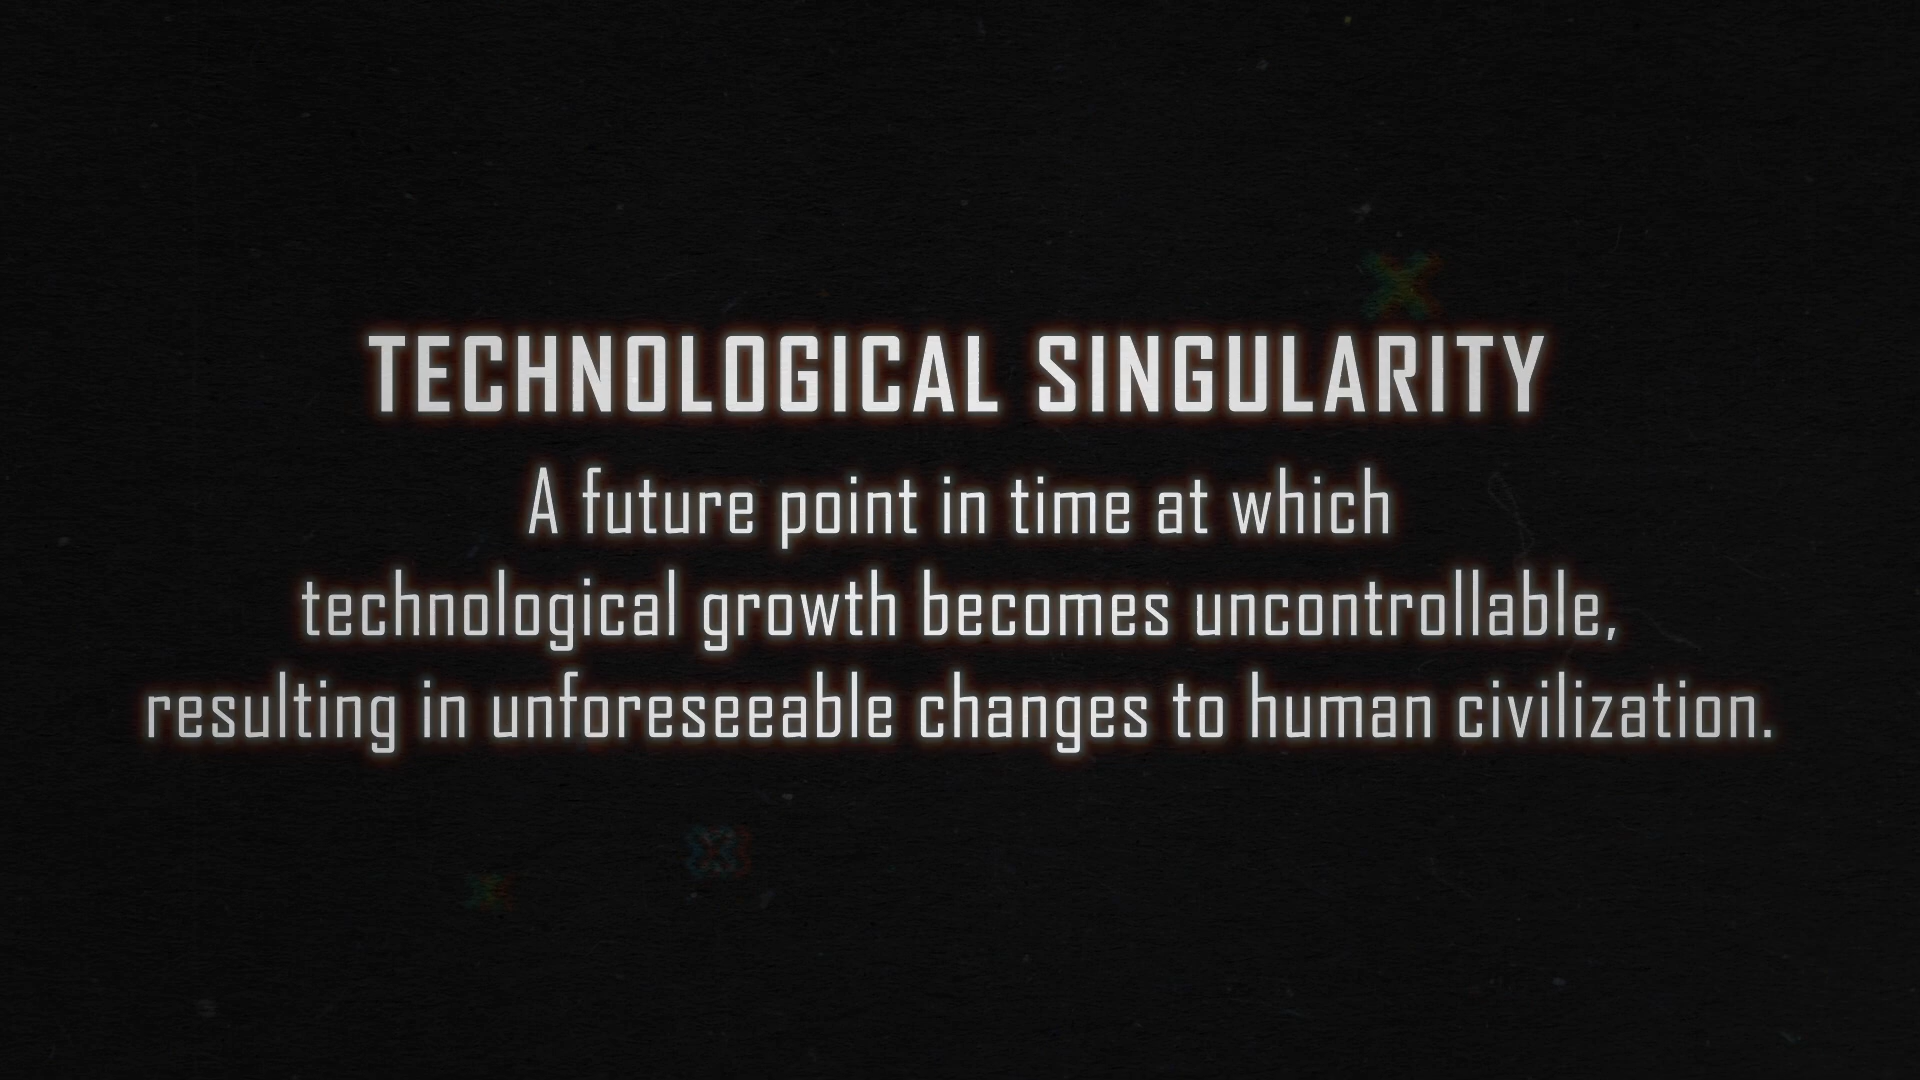 TECHNOLOGICAL SINGULARITY
A future point in time at which
technological growth becomes uncontrollable,
resulting in unforeseeable changes to human civilization.